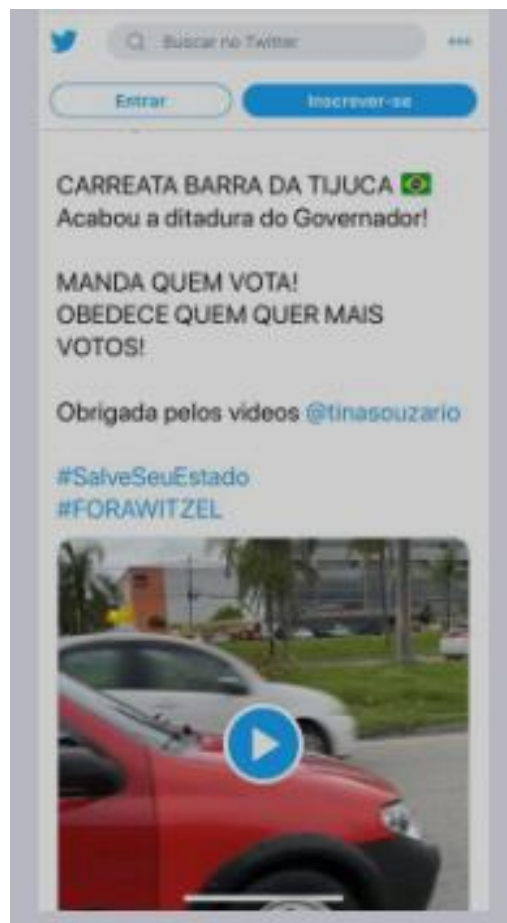 Buscar no Twitter
Entrar
Inscrever-se
CARREATA BARRA DA TIJUCA
Acabou a ditadura do Governador!
MANDA QUEM VOTA!
OBEDECE QUEM QUER MAIS
VOTOS!
Obrigada pelos videos @tinasouzario
#SalveSeuEstado
#FORAWITZEL